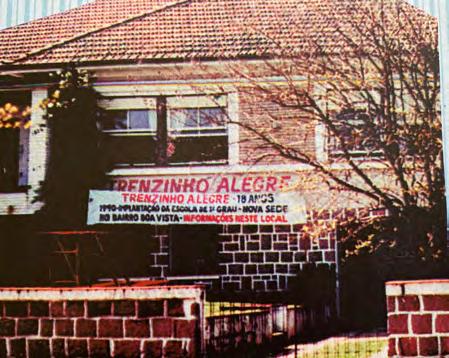 TRENZINHO ALEGRE
TRENZINHO ALEGRE - 18 ANOS
1990-IMPLANTAÇÃO DA ESCOLA DE 1º GRAU - NOVA SEDE
NO BAIRRO BOA VISTA - INFORMAÇÕES NESTE LOCAL